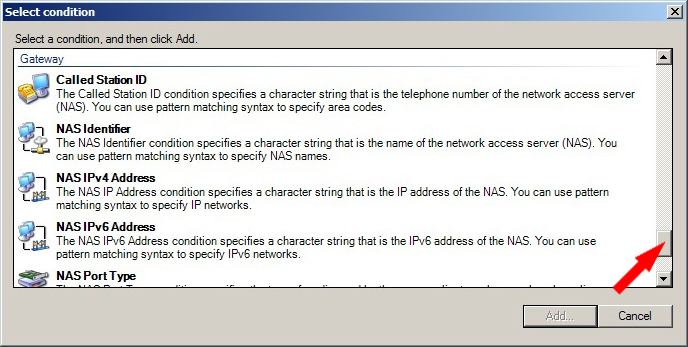 Select condition
Select a condition, and then click Add.
Gateway
Called Station ID
The Called Station ID condition specifies a character string that is the telephone number of the network access server
(NAS). You can use pattern matching syntax to specify area codes.
NAS Identifier
The NAS Identifier condition specifies a character string that is the name of the network access server (NAS). You
can use pattern matching syntax to specify NAS names.
NAS IPv4 Address
The NAS IP Address condition specifies a character string that is the IP address of the NAS. You can use pattern
matching syntax to specify IP networks.
NAS IPv6 Address
The NAS IPv6 Address condition specifies a character string that is the IPv6 address of the NAS. You can use
pattern matching syntax to specify IPv6 networks.
NAS Port Type
Add...
Cancel